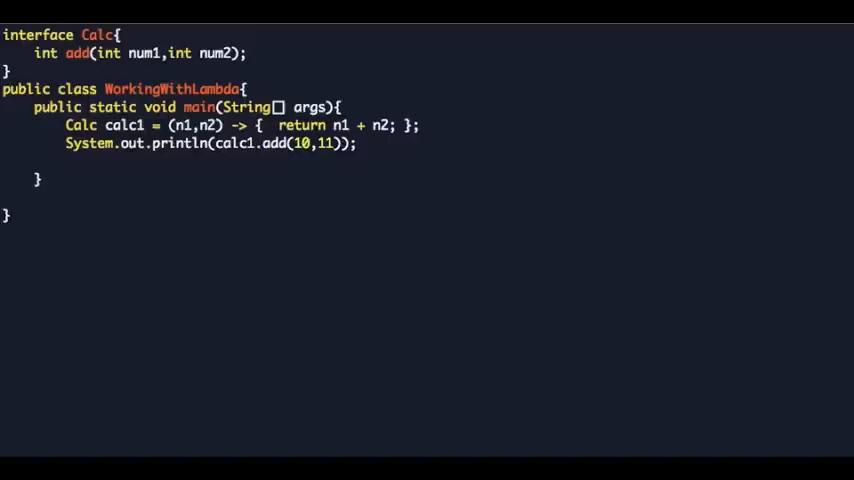 interface Calc{
    int add(int num1,int num2);
}
public class WorkingWithLambda{
    public static void main(String[] args){
        Calc calc1 = (n1,n2) -> {  return n1 + n2; };
        System.out.println(calc1.add(10,11));
    }
}